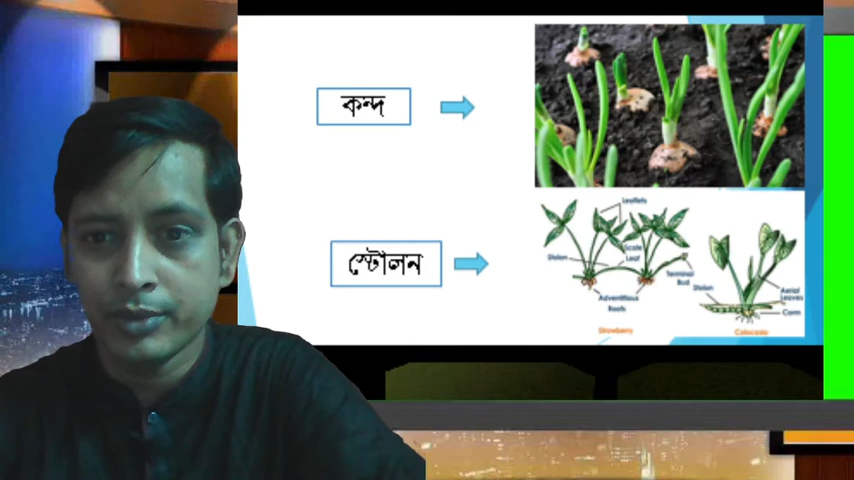 কন্দ
স্টোলন
Leaflets
Scale
Leaf
Stolon
Terminal
Bud
Adventitious
Roots
Strawberry
Stolon
Aerial
Leaves
Corm
Colocasia